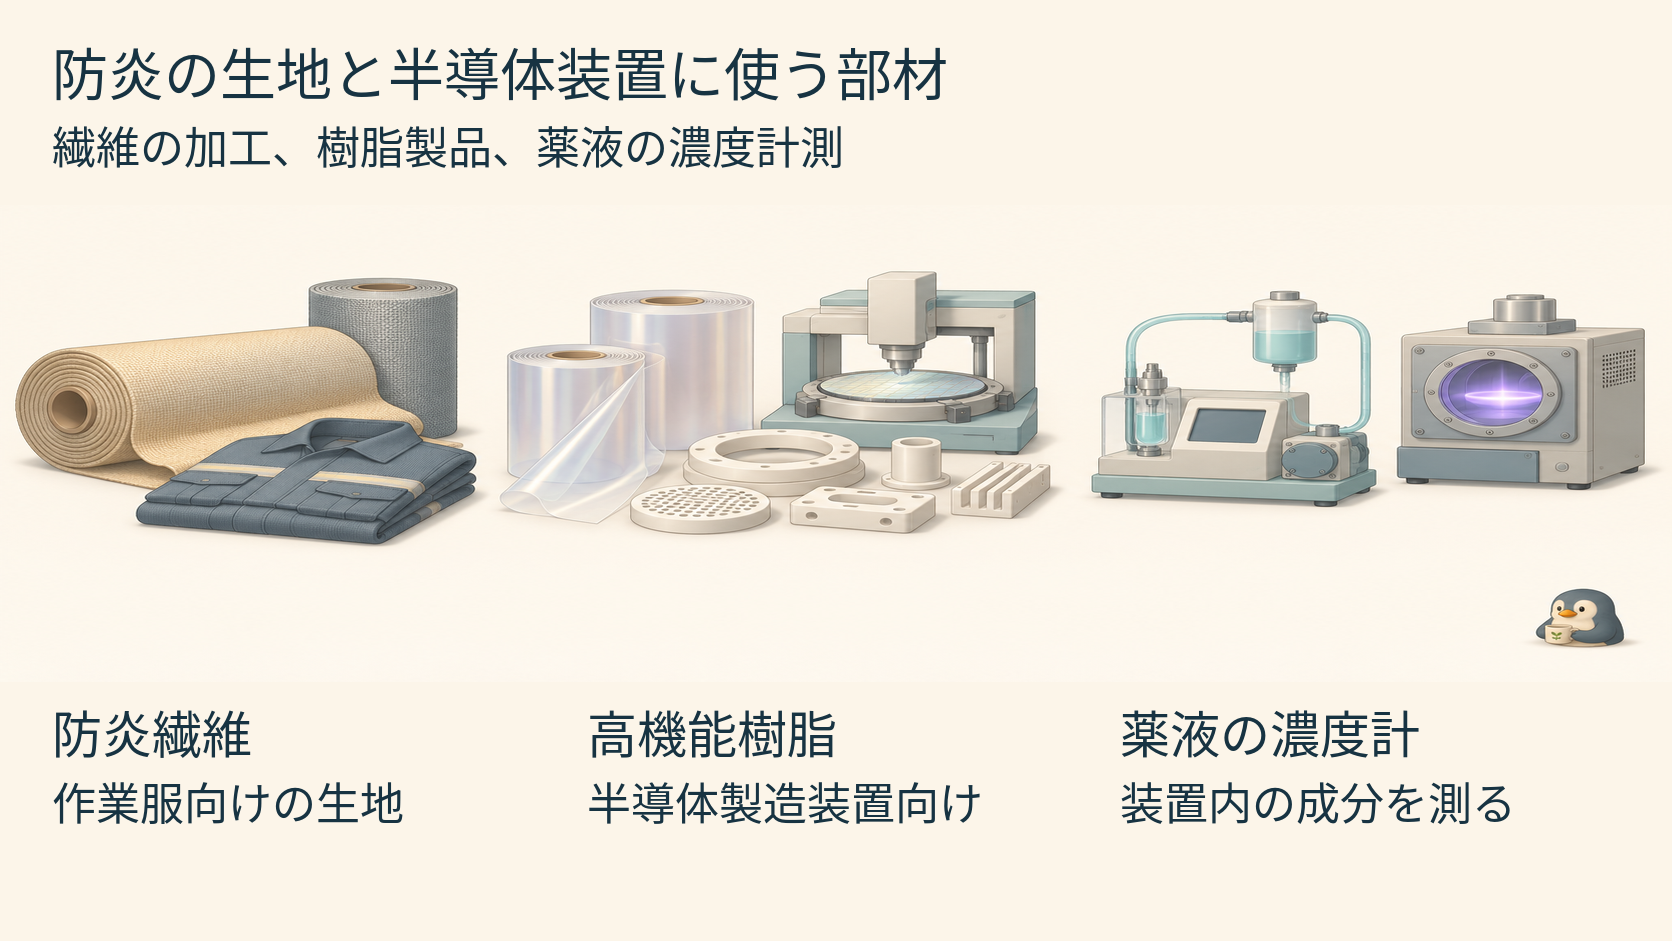 防炎の生地と半導体装置に使う部材
繊維の加工、樹脂製品、薬液の濃度計測
防炎繊維
作業服向けの生地
高機能樹脂
半導体製造装置向け
薬液の濃度計
装置内の成分を測る